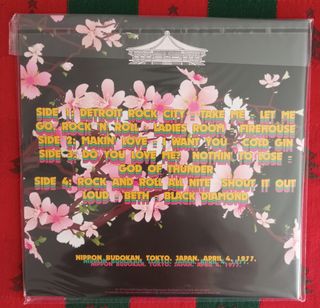 SIDE 1: DETROIT ROCK CITY - TAKE ME - LET ME
GO, ROCK 'N ROLL - LADIES ROOM - FIREHOUSE
SIDE 2: MAKIN' LOVE - I WANT YOU - COLD GIN
SIDE 3: DO YOU LOVE ME? NOTHIN' TO LOSE
GOD OF THUNDER
SIDE 4: ROCK AND ROLL ALL NITE - SHOUT IT OUT
LOUD - BETH - BLACK DIAMOND
NIPPON BUDOKAN, TOKYO, JAPAN, APRIL 4, 1977.